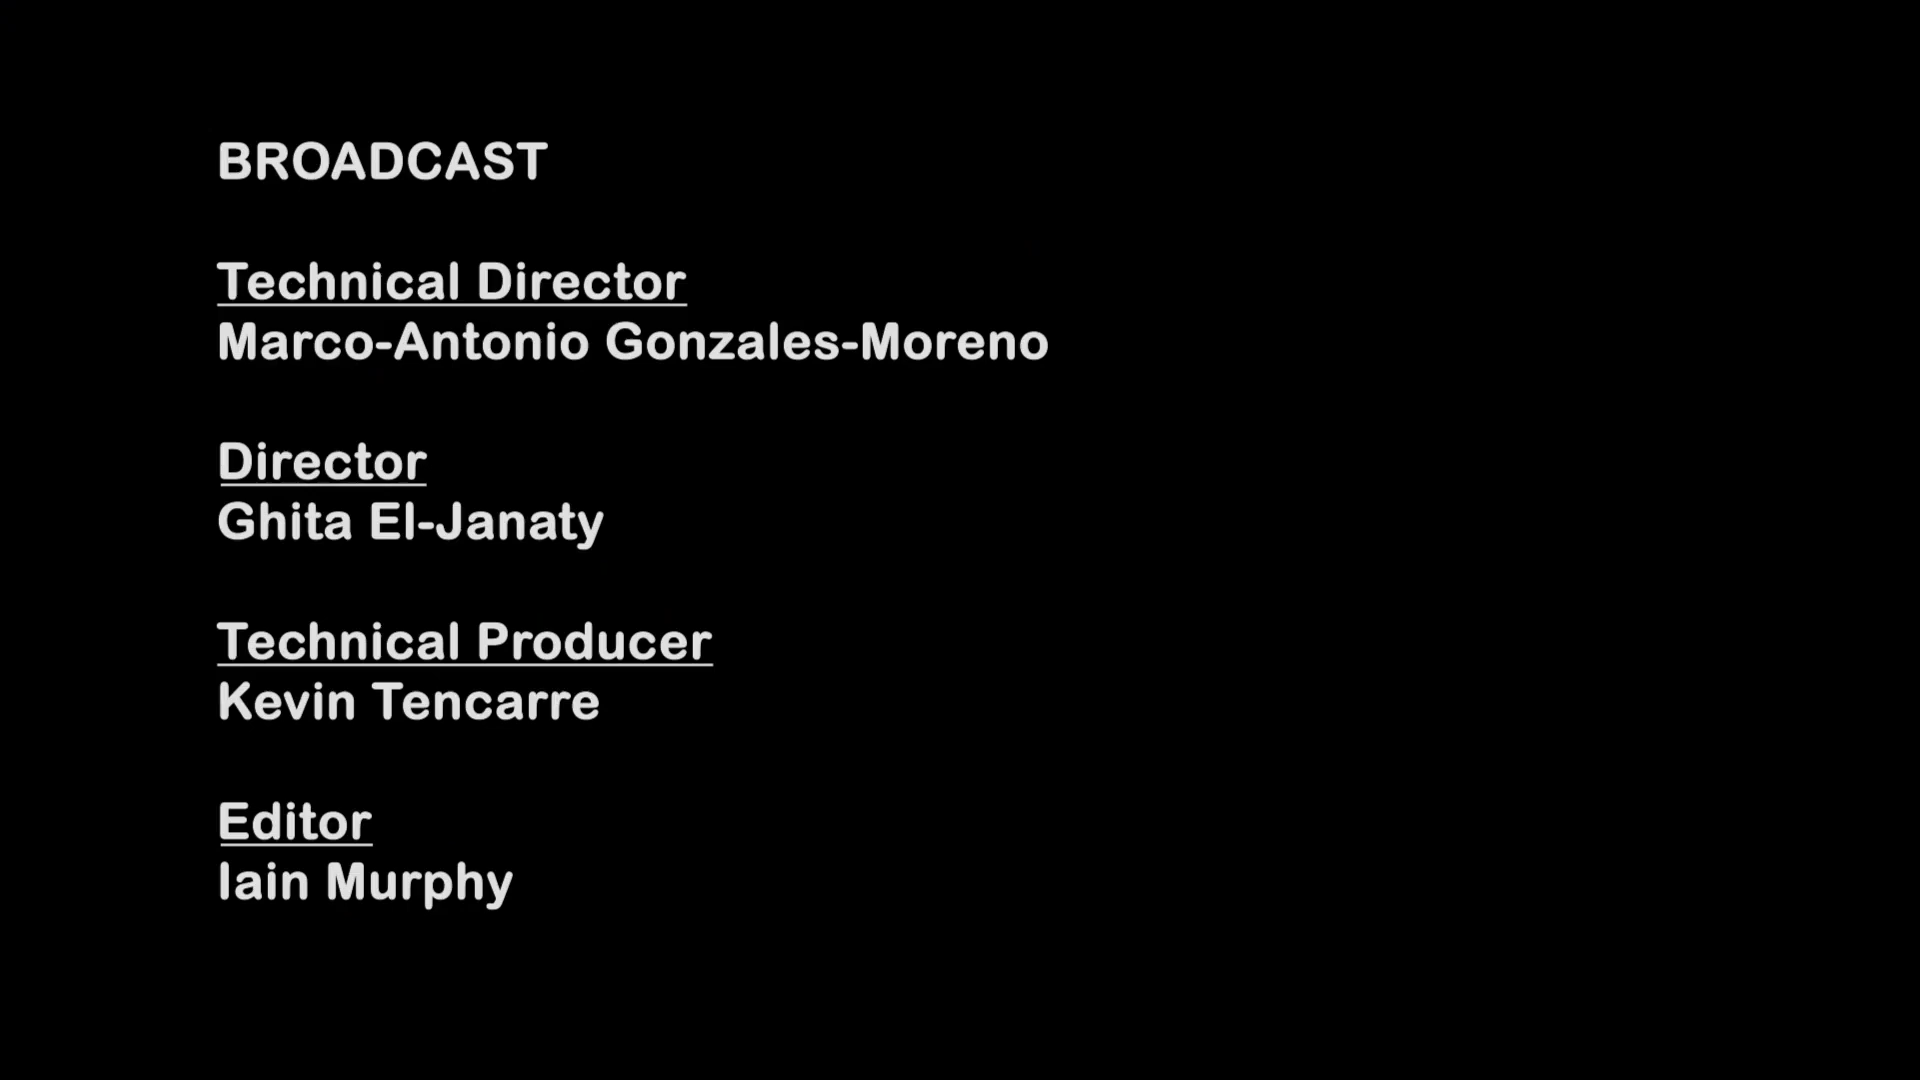 BROADCAST
Technical Director
Marco-Antonio Gonzales-Moreno
Director
Ghita El-Janaty
Technical Producer
Kevin Tencarre
Editor
Iain Murphy